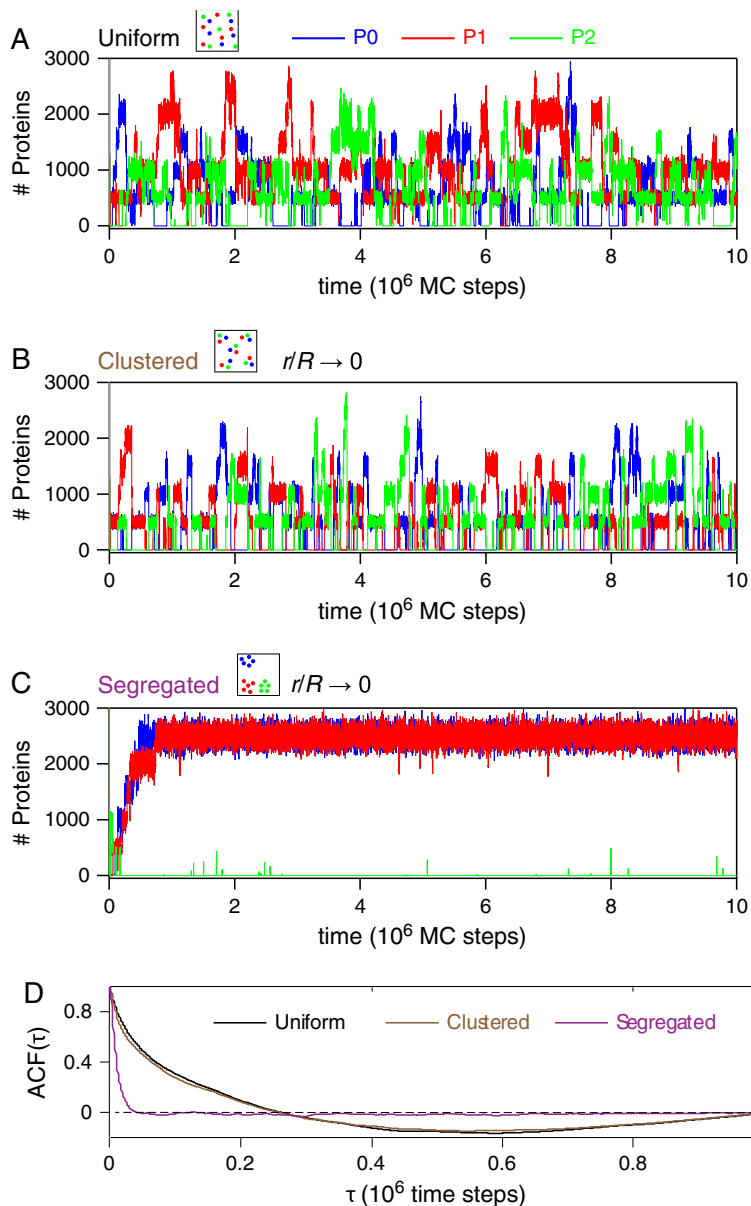 A Uniform P0 P1 P2
# Proteins
3000
2000
1000
0
0 2 4 6 8 10
time (10⁶ MC steps)
B Clustered r/R → 0
# Proteins
3000
2000
1000
0
0 2 4 6 8 10
time (10⁶ MC steps)
C Segregated r/R → 0
# Proteins
3000
2000
1000
0
0 2 4 6 8 10
time (10⁶ MC steps)
D Uniform Clustered Segregated
ACF(τ)
0.8
0.4
0
0 0.2 0.4 0.6 0.8
τ (10⁶ time steps)